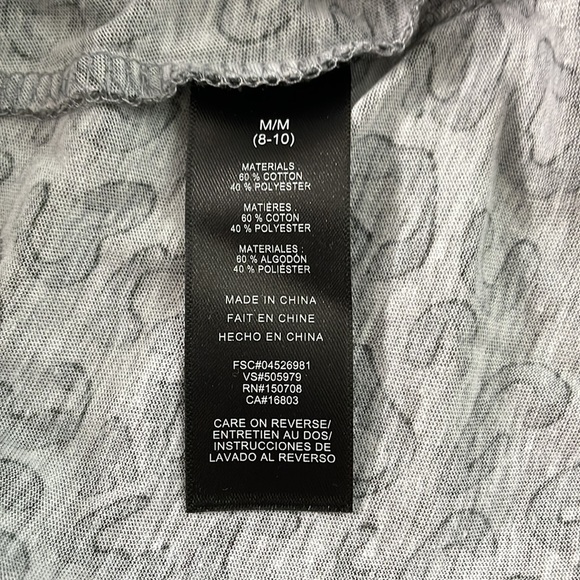 M/M
(8-10)
MATERIALS :
60 % COTTON
40 % POLYESTER
MATIÈRES :
60 % COTON
40 % POLYESTER
MATERIALES :
60 % ALGODÓN
40 % POLIÉSTER
MADE IN CHINA
FAIT EN CHINE
HECHO EN CHINA
FSC#04526981
VS#505979
RN#150708
CA#16803
CARE ON REVERSE/
ENTRETIEN AU DOS/
INSTRUCCIONES DE
LAVADO AL REVERSO